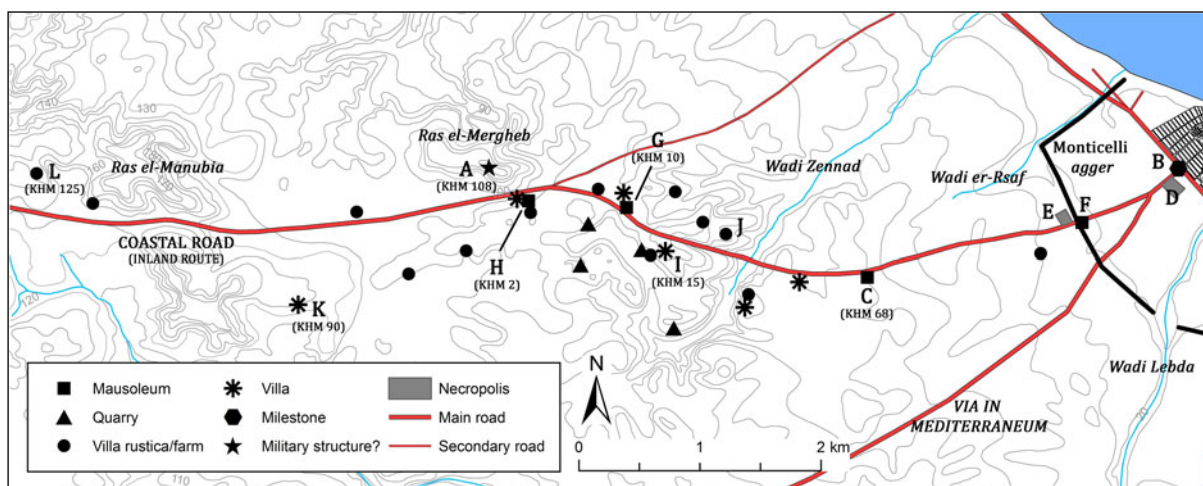 140
130
90
60
110
L
(KHM 125)
Ras el-Manubia
Ras el-Mergheb
A
(KHM 108)
G
(KHM 10)
Wadi Zennad
Wadi er-Rsaf
Monticelli
agger
B
D
E
F
J
COASTAL ROAD
(INLAND ROUTE)
H
(KHM 2)
I
(KHM 15)
C
(KHM 68)
K
(KHM 90)
120
Wadi Lebda
20
VIA IN
MEDITERRANEUM
N
0 1 2 km
Mausoleum
Quarry
Villa rustica/farm
Villa
Milestone
Military structure?
Necropolis
Main road
Secondary road
110